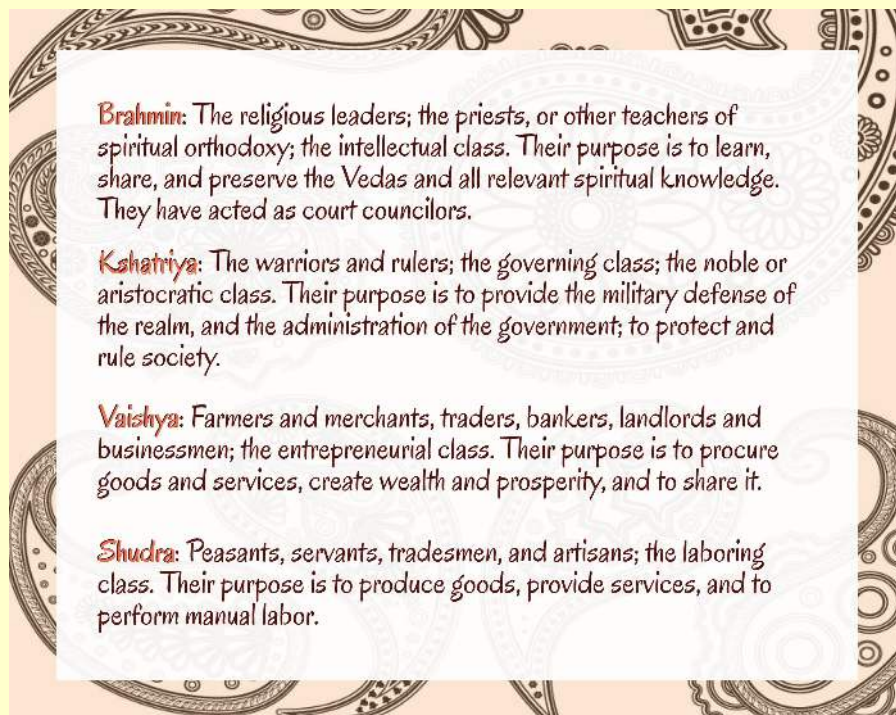 Brahmin: The religious leaders; the priests, or other teachers of
spiritual orthodoxy; the intellectual class. Their purpose is to learn,
share, and preserve the Vedas and all relevant spiritual knowledge.
They have acted as court councilors.
Kshatriya: The warriors and rulers; the governing class; the noble or
aristocratic class. Their purpose is to provide the military defense of
the realm, and the administration of the government; to protect and
rule society.
Vaishya: Farmers and merchants, traders, bankers, landlords and
businessmen; the entrepreneurial class. Their purpose is to procure
goods and services, create wealth and prosperity, and to share it.
Shudra: Peasants, servants, tradesmen, and artisans; the laboring
class. Their purpose is to produce goods, provide services, and to
perform manual labor.